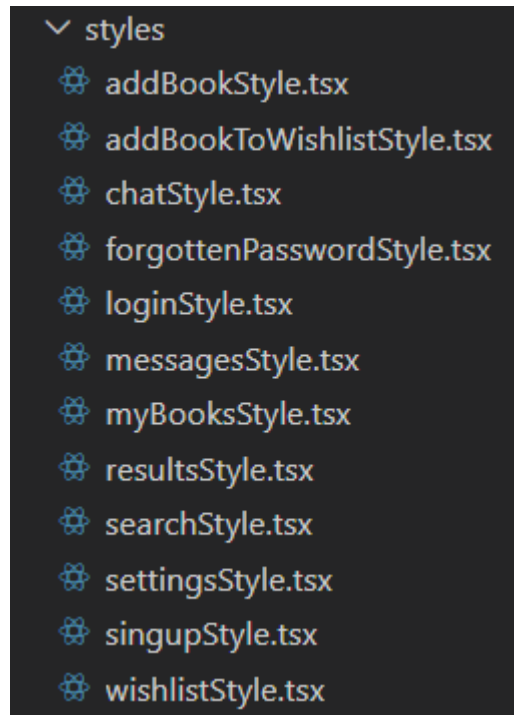 styles
addBookStyle.tsx
addBookToWishlistStyle.tsx
chatStyle.tsx
forgottenPasswordStyle.tsx
loginStyle.tsx
messagesStyle.tsx
myBooksStyle.tsx
resultsStyle.tsx
searchStyle.tsx
settingsStyle.tsx
singupStyle.tsx
wishlistStyle.tsx